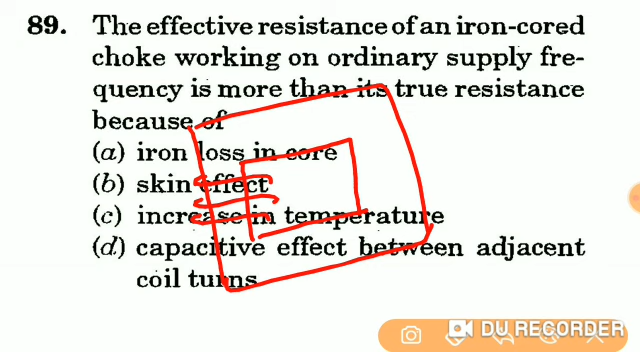 89. The effective resistance of an iron-cored
choke working on ordinary supply fre-
quency is more than its true resistance
because of
(a) iron loss in core
(b) skin effect
(c) increase in temperature
(d) capacitive effect between adjacent
coil turns
DU RECORDER